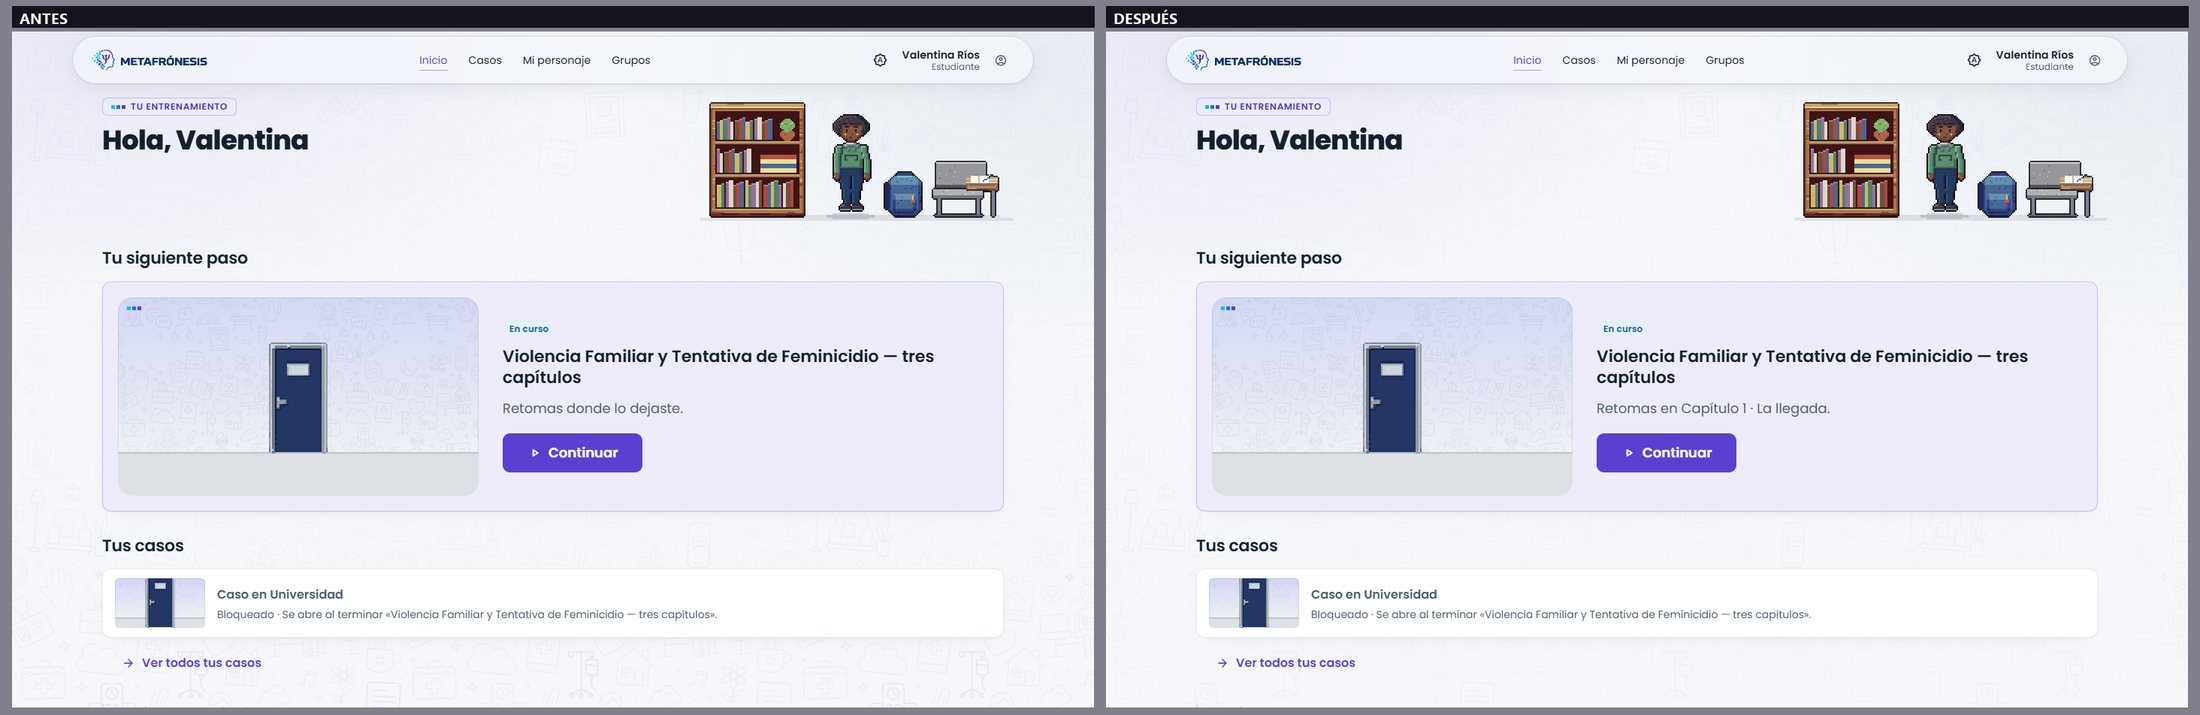 ANTES
METAFRÓNESIS
Inicio Casos Mi personaje Grupos
Valentina Ríos
Estudiante
TU ENTRENAMIENTO
Hola, Valentina
Tu siguiente paso
En curso
Violencia Familiar y Tentativa de Feminicidio — tres
capítulos
Retomas donde lo dejaste.
Continuar
Tus casos
Caso en Universidad
Bloqueado · Se abre al terminar «Violencia Familiar y Tentativa de Feminicidio — tres capítulos».
Ver todos tus casos
DESPUÉS
METAFRÓNESIS
Inicio Casos Mi personaje Grupos
Valentina Ríos
Estudiante
TU ENTRENAMIENTO
Hola, Valentina
Tu siguiente paso
En curso
Violencia Familiar y Tentativa de Feminicidio — tres
capítulos
Retomas en Capítulo 1 · La llegada.
Continuar
Tus casos
Caso en Universidad
Bloqueado · Se abre al terminar «Violencia Familiar y Tentativa de Feminicidio — tres capítulos».
Ver todos tus casos